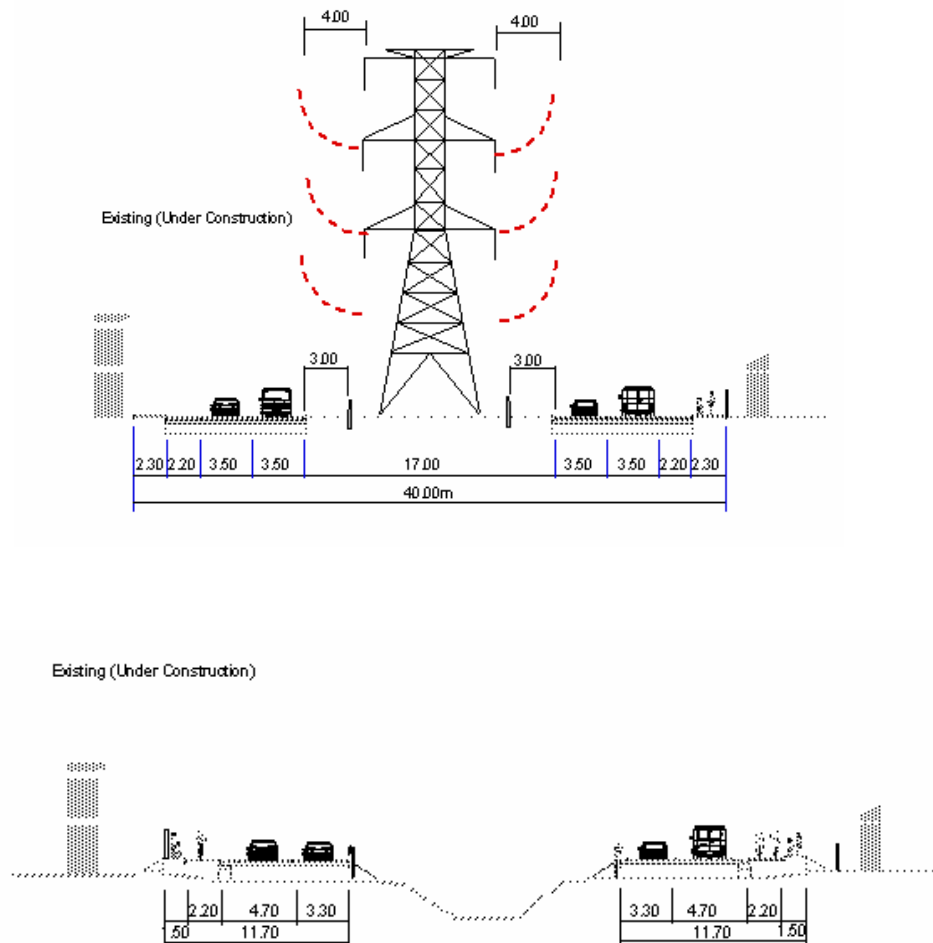 4.00 4.00
Existing (Under Construction)
3.00 3.00
2.30 2.20 3.50 3.50 17.00 3.50 3.50 2.20 2.30
40.00m
Existing (Under Construction)
2.20 4.70 3.30 3.30 4.70 2.20
1.50 11.70 11.70 1.50